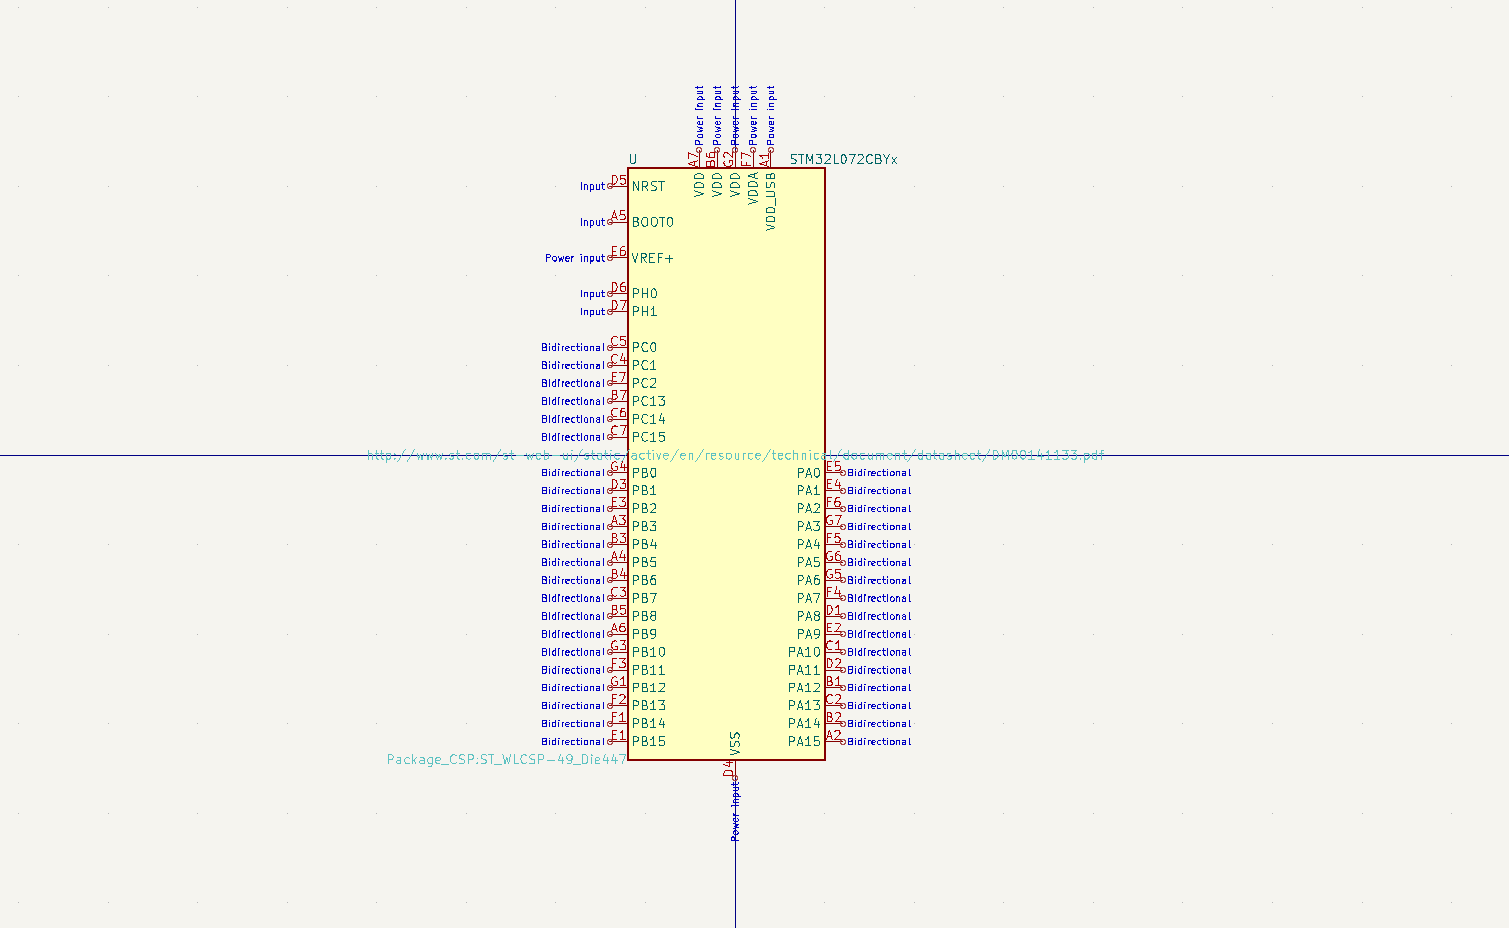 Power input Power input Power input Power input Power input
A7 B6 G2 F7 A1
U STM32L072CBYx
VDD VDD VDD VDDA VDD_USB
Input D5 NRST
Input A5 BOOT0
Power input E6 VREF+
Input D6 PH0
Input D7 PH1
Bidirectional C5 PC0
Bidirectional C4 PC1
Bidirectional E7 PC2
Bidirectional B7 PC13
Bidirectional C6 PC14
Bidirectional C7 PC15
http://www.st.com/st-web-ui/static/active/en/resource/technical/document/datasheet/DM00141133.pdf
Bidirectional G4 PB0 PA0 E5 Bidirectional
Bidirectional D3 PB1 PA1 E4 Bidirectional
Bidirectional E3 PB2 PA2 F6 Bidirectional
Bidirectional A3 PB3 PA3 G7 Bidirectional
Bidirectional B3 PB4 PA4 F5 Bidirectional
Bidirectional A4 PB5 PA5 G6 Bidirectional
Bidirectional B4 PB6 PA6 G5 Bidirectional
Bidirectional C3 PB7 PA7 F4 Bidirectional
Bidirectional B5 PB8 PA8 D1 Bidirectional
Bidirectional A6 PB9 PA9 E2 Bidirectional
Bidirectional G3 PB10 PA10 C1 Bidirectional
Bidirectional F3 PB11 PA11 D2 Bidirectional
Bidirectional G1 PB12 PA12 B1 Bidirectional
Bidirectional F2 PB13 PA13 C2 Bidirectional
Bidirectional F1 PB14 PA14 B2 Bidirectional
Bidirectional E1 PB15 PA15 A2 Bidirectional
VSS
Package_CSP:ST_WLCSP-49_Die447
D4
Power input